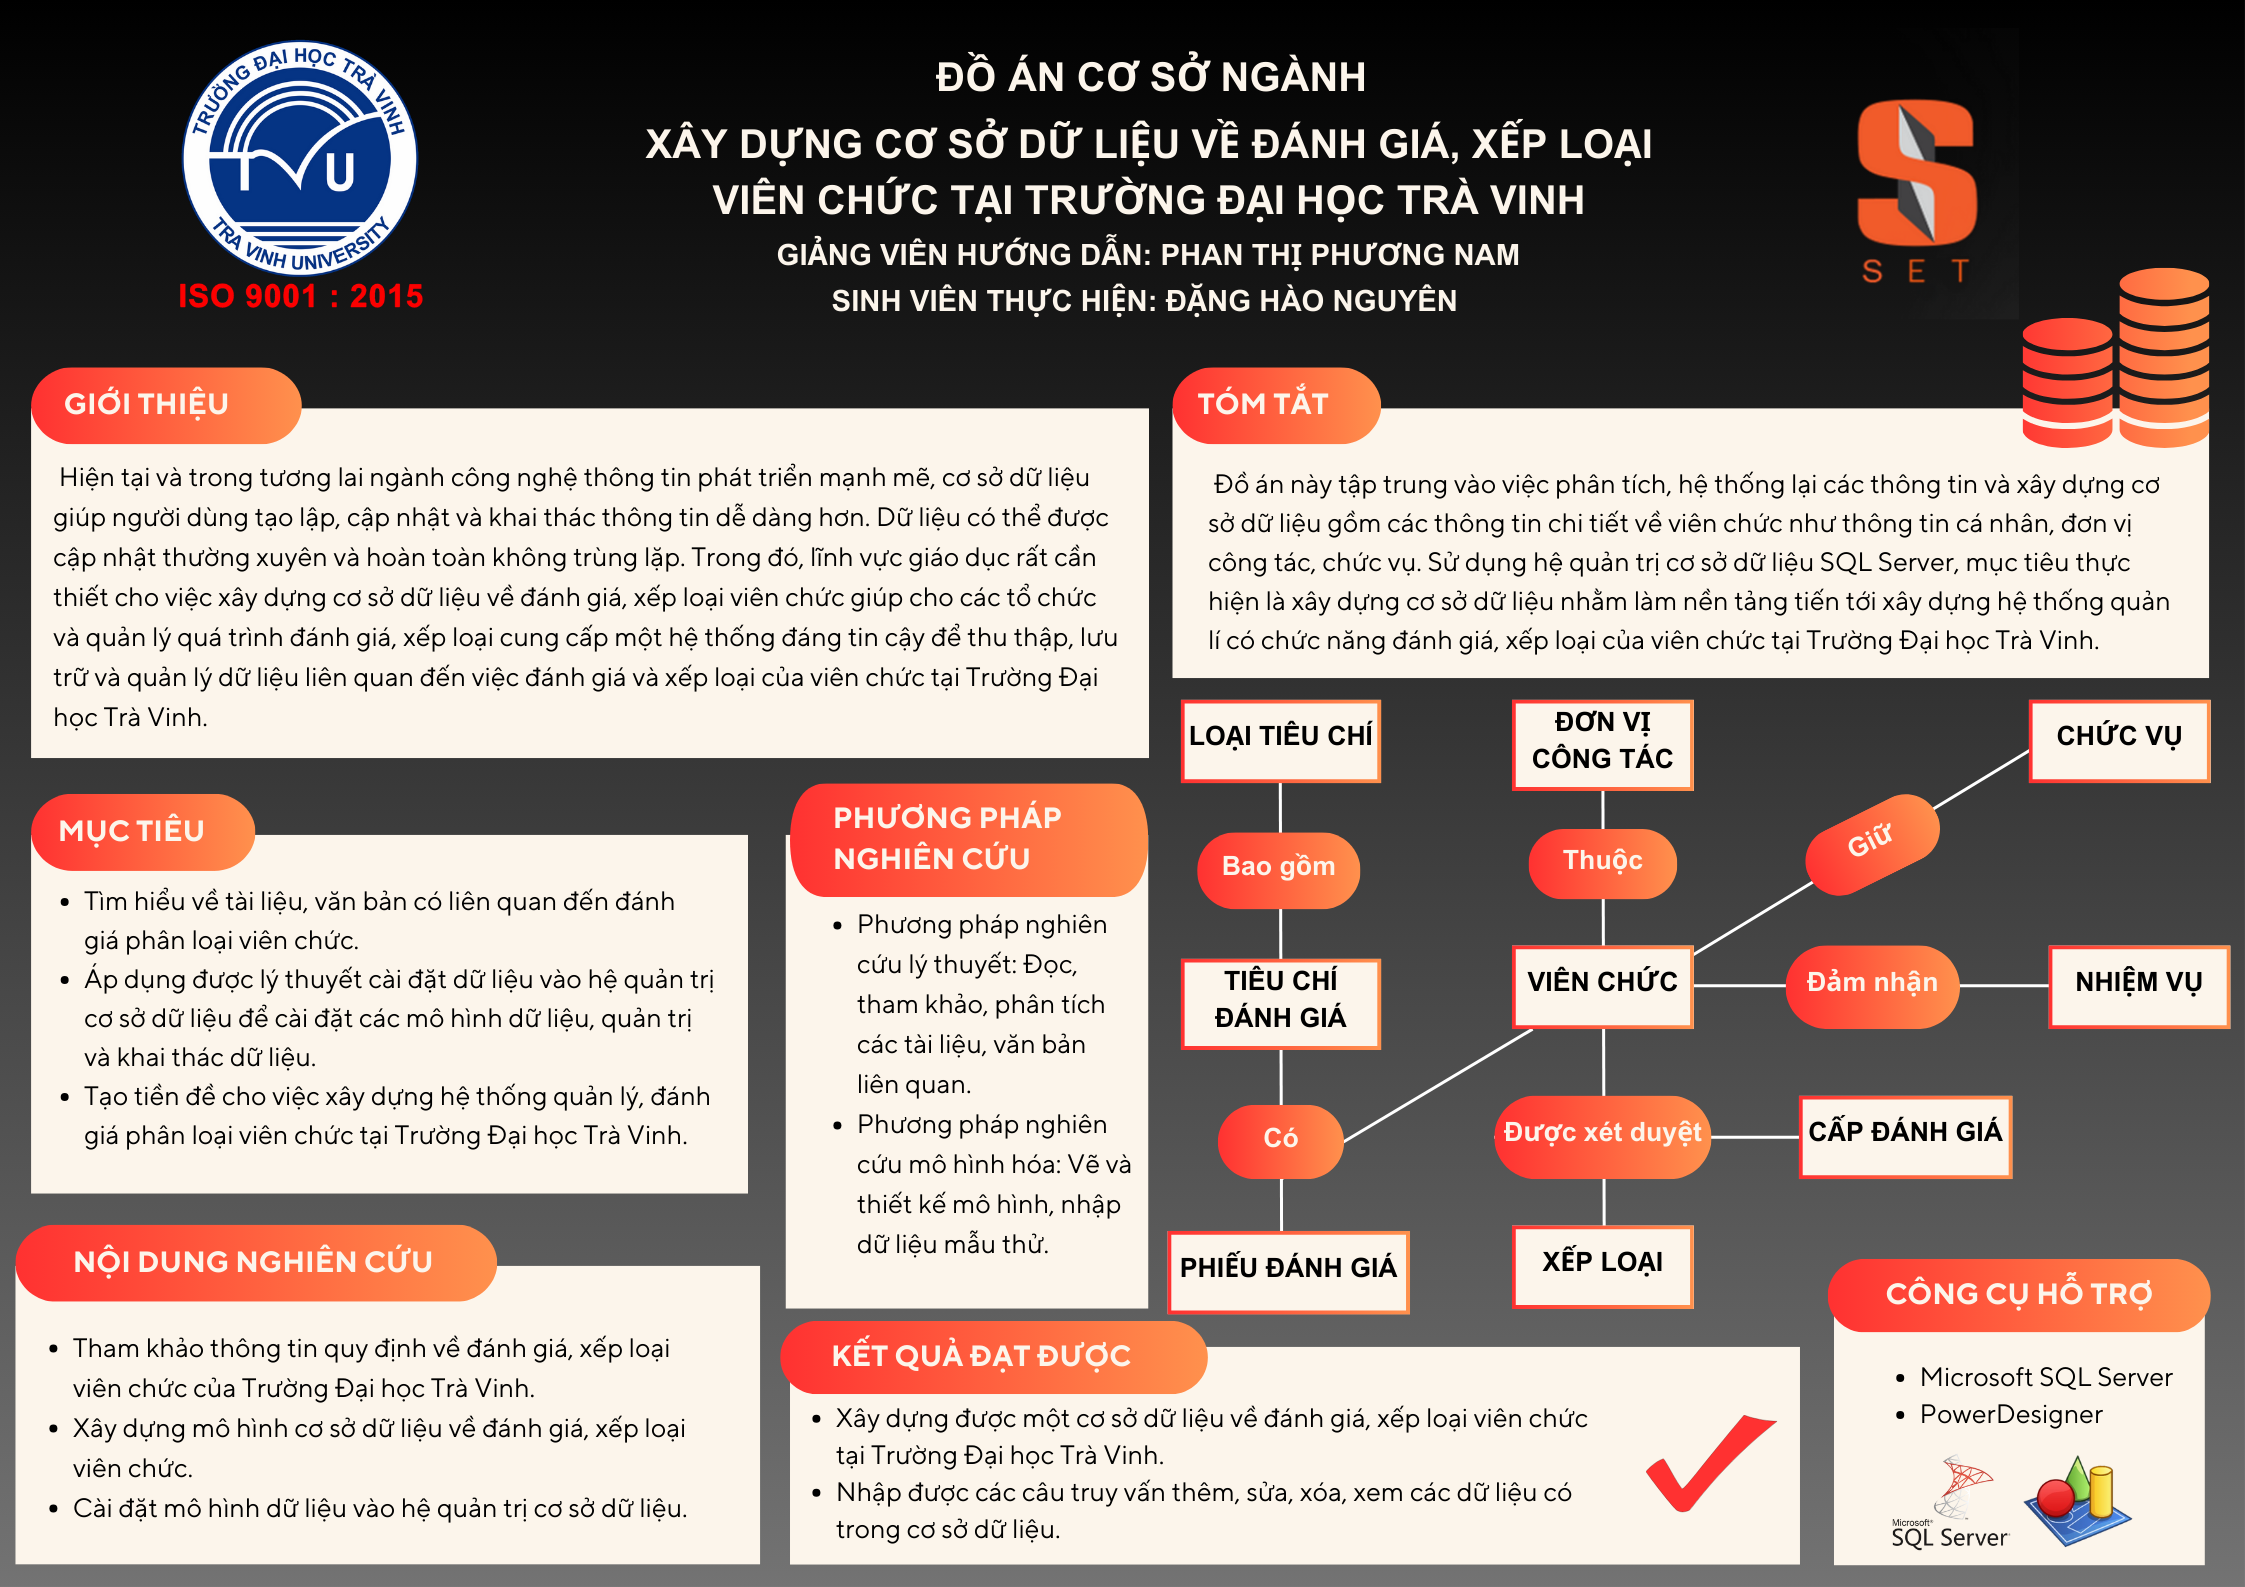 TRƯỜNG ĐẠI HỌC TRÀ VINH
T U
TRA VINH UNIVERSITY
ISO 9001 : 2015
ĐỒ ÁN CƠ SỞ NGÀNH
XÂY DỰNG CƠ SỞ DỮ LIỆU VỀ ĐÁNH GIÁ, XẾP LOẠI
VIÊN CHỨC TẠI TRƯỜNG ĐẠI HỌC TRÀ VINH
GIẢNG VIÊN HƯỚNG DẪN: PHAN THỊ PHƯƠNG NAM
SINH VIÊN THỰC HIỆN: ĐẶNG HÀO NGUYÊN
S E T
GIỚI THIỆU
Hiện tại và trong tương lai ngành công nghệ thông tin phát triển mạnh mẽ, cơ sở dữ liệu
giúp người dùng tạo lập, cập nhật và khai thác thông tin dễ dàng hơn. Dữ liệu có thể được
cập nhật thường xuyên và hoàn toàn không trùng lặp. Trong đó, lĩnh vực giáo dục rất cần
thiết cho việc xây dựng cơ sở dữ liệu về đánh giá, xếp loại viên chức giúp cho các tổ chức
và quản lý quá trình đánh giá, xếp loại cung cấp một hệ thống đáng tin cậy để thu thập, lưu
trữ và quản lý dữ liệu liên quan đến việc đánh giá và xếp loại của viên chức tại Trường Đại
học Trà Vinh.
TÓM TẮT
Đồ án này tập trung vào việc phân tích, hệ thống lại các thông tin và xây dựng cơ
sở dữ liệu gồm các thông tin chi tiết về viên chức như thông tin cá nhân, đơn vị
công tác, chức vụ. Sử dụng hệ quản trị cơ sở dữ liệu SQL Server, mục tiêu thực
hiện là xây dựng cơ sở dữ liệu nhằm làm nền tảng tiến tới xây dựng hệ thống quản
lí có chức năng đánh giá, xếp loại của viên chức tại Trường Đại học Trà Vinh.
MỤC TIÊU
• Tìm hiểu về tài liệu, văn bản có liên quan đến đánh
giá phân loại viên chức.
• Áp dụng được lý thuyết cài đặt dữ liệu vào hệ quản trị
cơ sở dữ liệu để cài đặt các mô hình dữ liệu, quản trị
và khai thác dữ liệu.
• Tạo tiền đề cho việc xây dựng hệ thống quản lý, đánh
giá phân loại viên chức tại Trường Đại học Trà Vinh.
PHƯƠNG PHÁP
NGHIÊN CỨU
• Phương pháp nghiên
cứu lý thuyết: Đọc,
tham khảo, phân tích
các tài liệu, văn bản
liên quan.
• Phương pháp nghiên
cứu mô hình hóa: Vẽ và
thiết kế mô hình, nhập
dữ liệu mẫu thử.
LOẠI TIÊU CHÍ
ĐƠN VỊ
CÔNG TÁC
CHỨC VỤ
Bao gồm
Thuộc
Giữ
TIÊU CHÍ
ĐÁNH GIÁ
VIÊN CHỨC
Đảm nhận
NHIỆM VỤ
Có
Được xét duyệt
CẤP ĐÁNH GIÁ
PHIẾU ĐÁNH GIÁ
XẾP LOẠI
NỘI DUNG NGHIÊN CỨU
• Tham khảo thông tin quy định về đánh giá, xếp loại
viên chức của Trường Đại học Trà Vinh.
• Xây dựng mô hình cơ sở dữ liệu về đánh giá, xếp loại
viên chức.
• Cài đặt mô hình dữ liệu vào hệ quản trị cơ sở dữ liệu.
KẾT QUẢ ĐẠT ĐƯỢC
• Xây dựng được một cơ sở dữ liệu về đánh giá, xếp loại viên chức
tại Trường Đại học Trà Vinh.
• Nhập được các câu truy vấn thêm, sửa, xóa, xem các dữ liệu có
trong cơ sở dữ liệu.
CÔNG CỤ HỖ TRỢ
• Microsoft SQL Server
• PowerDesigner
Microsoft®
SQL Server